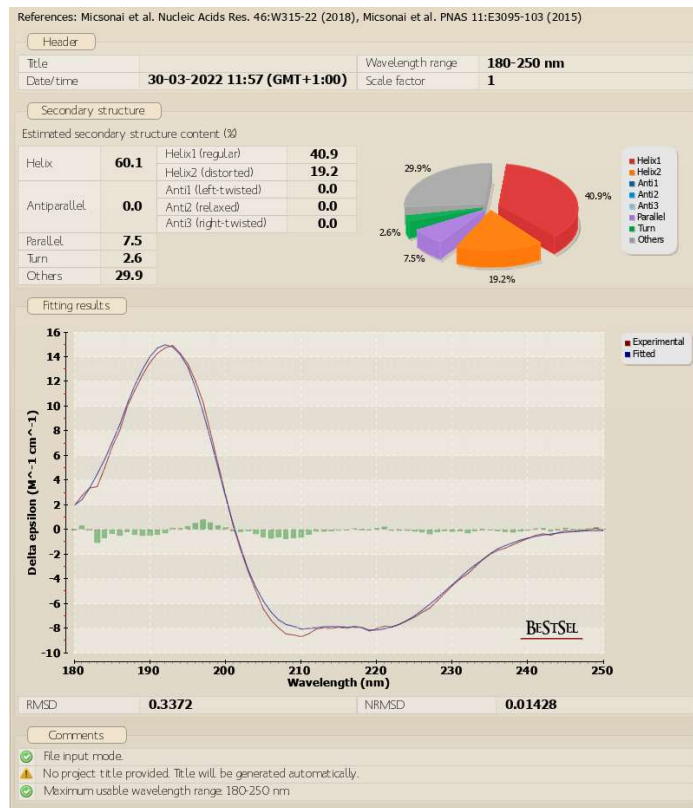 References: Micsonai et al. Nucleic Acids Res. 46:W315-22 (2018), Micsonai et al. PNAS 11:E3095-103 (2015)
Header
Title Wavelength range 180-250 nm
Date/time 30-03-2022 11:57 (GMT+1:00) Scale factor 1
Secondary structure
Estimated secondary structure content (%)
Helix 60.1 Helix1 (regular) 40.9
Helix2 (distorted) 19.2
Antiparallel 0.0 Anti1 (left-twisted) 0.0
Anti2 (relaxed) 0.0
Anti3 (right-twisted) 0.0
Parallel 7.5
Turn 2.6
Others 29.9
29.9%
40.9%
2.6%
7.5%
19.2%
Helix1
Helix2
Anti1
Anti2
Anti3
Parallel
Turn
Others
Fitting results
16
14
12
10
8
6
4
2
0
-2
-4
-6
-8
-10
Delta epsilon (M^-1 cm^-1)
180 190 200 210 220 230 240 250
Wavelength (nm)
Experimental
Fitted
BESTSEL
RMSD 0.3372 NRMSD 0.01428
Comments
File input mode.
No project title provided. Title will be generated automatically.
Maximum usable wavelength range: 180-250 nm